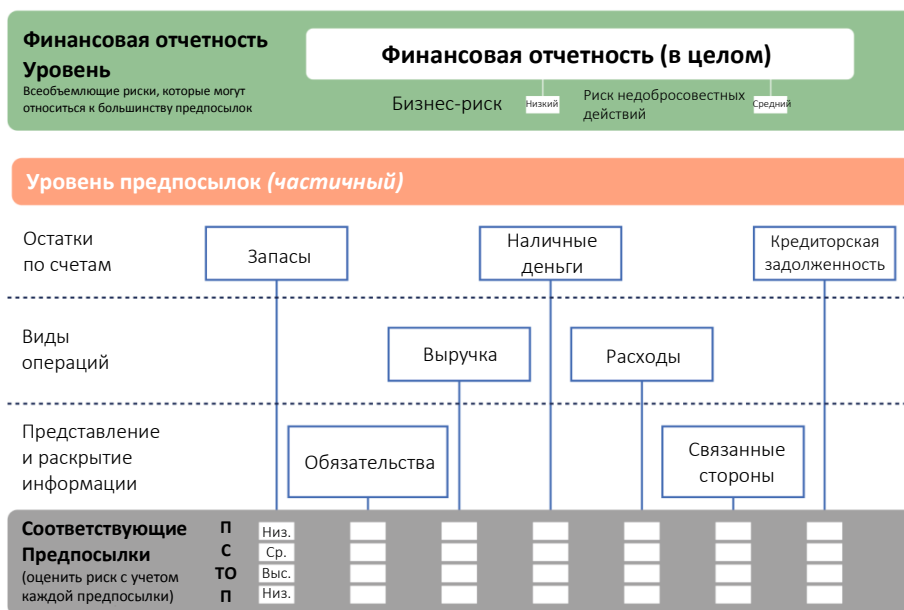 Финансовая отчетность
Уровень
Всеобъемлющие риски, которые могут
относиться к большинству предпосылок
Финансовая отчетность (в целом)
Бизнес-риск
Низкий
Риск недобросовестных
действий
Средний
Уровень предпосылок (частичный)
Остатки
по счетам
Запасы
Наличные
деньги
Кредиторская
задолженность
Виды
операций
Выручка
Расходы
Представление
и раскрытие
информации
Обязательства
Связанные
стороны
Соответствующие
Предпосылки
(оценить риск с учетом
каждой предпосылки)
П
Низ.
С
Ср.
ТО
Выс.
П
Низ.